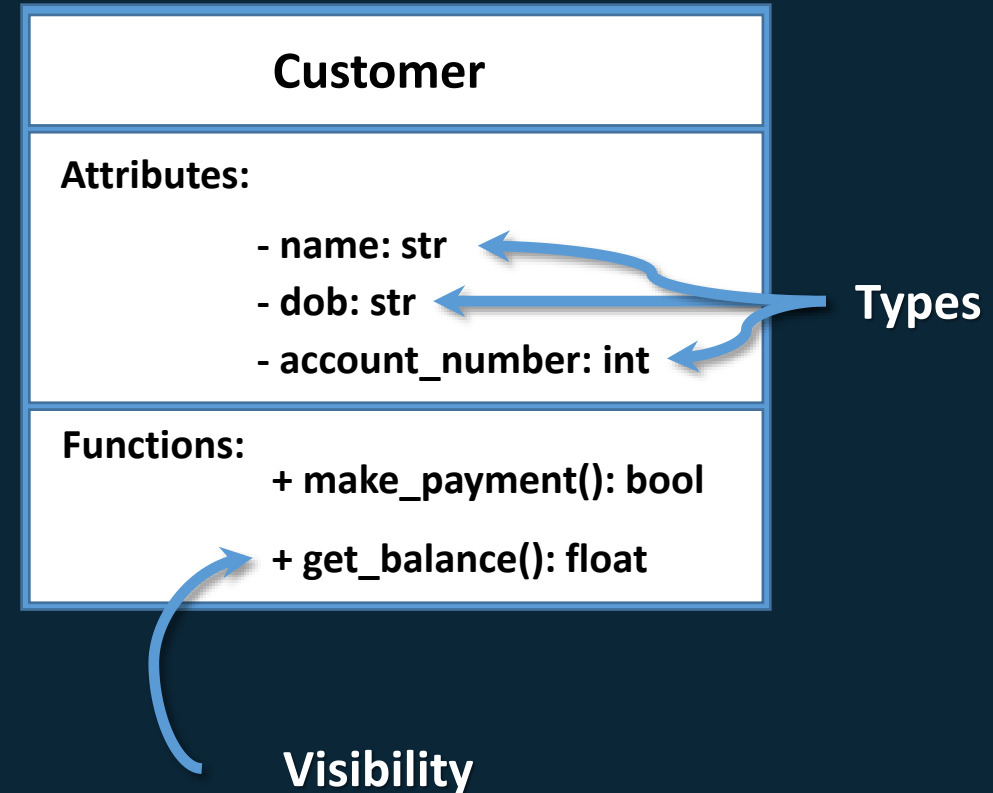 Customer
Attributes:
- name: str
- dob: str
- account_number: int
Types
Functions:
+ make_payment(): bool
+ get_balance(): float
Visibility